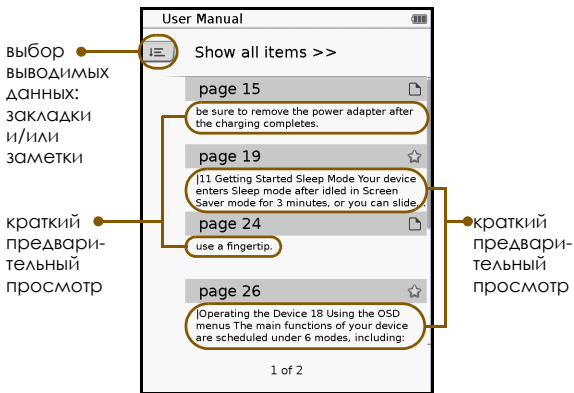 User Manual
Show all items >>
выбор
выводимых
данных:
закладки
и/или
заметки
page 15
be sure to remove the power adapter after
the charging completes.
page 19
|11 Getting Started Sleep Mode Your device
enters Sleep mode after idled in Screen
Saver mode for 3 minutes, or you can slide...
page 24
use a fingertip.
краткий
предвари-
тельный
просмотр
краткий
предвари-
тельный
просмотр
page 26
|Operating the Device 18 Using the OSD
menus The main functions of your device
are scheduled under 6 modes, including:
1 of 2